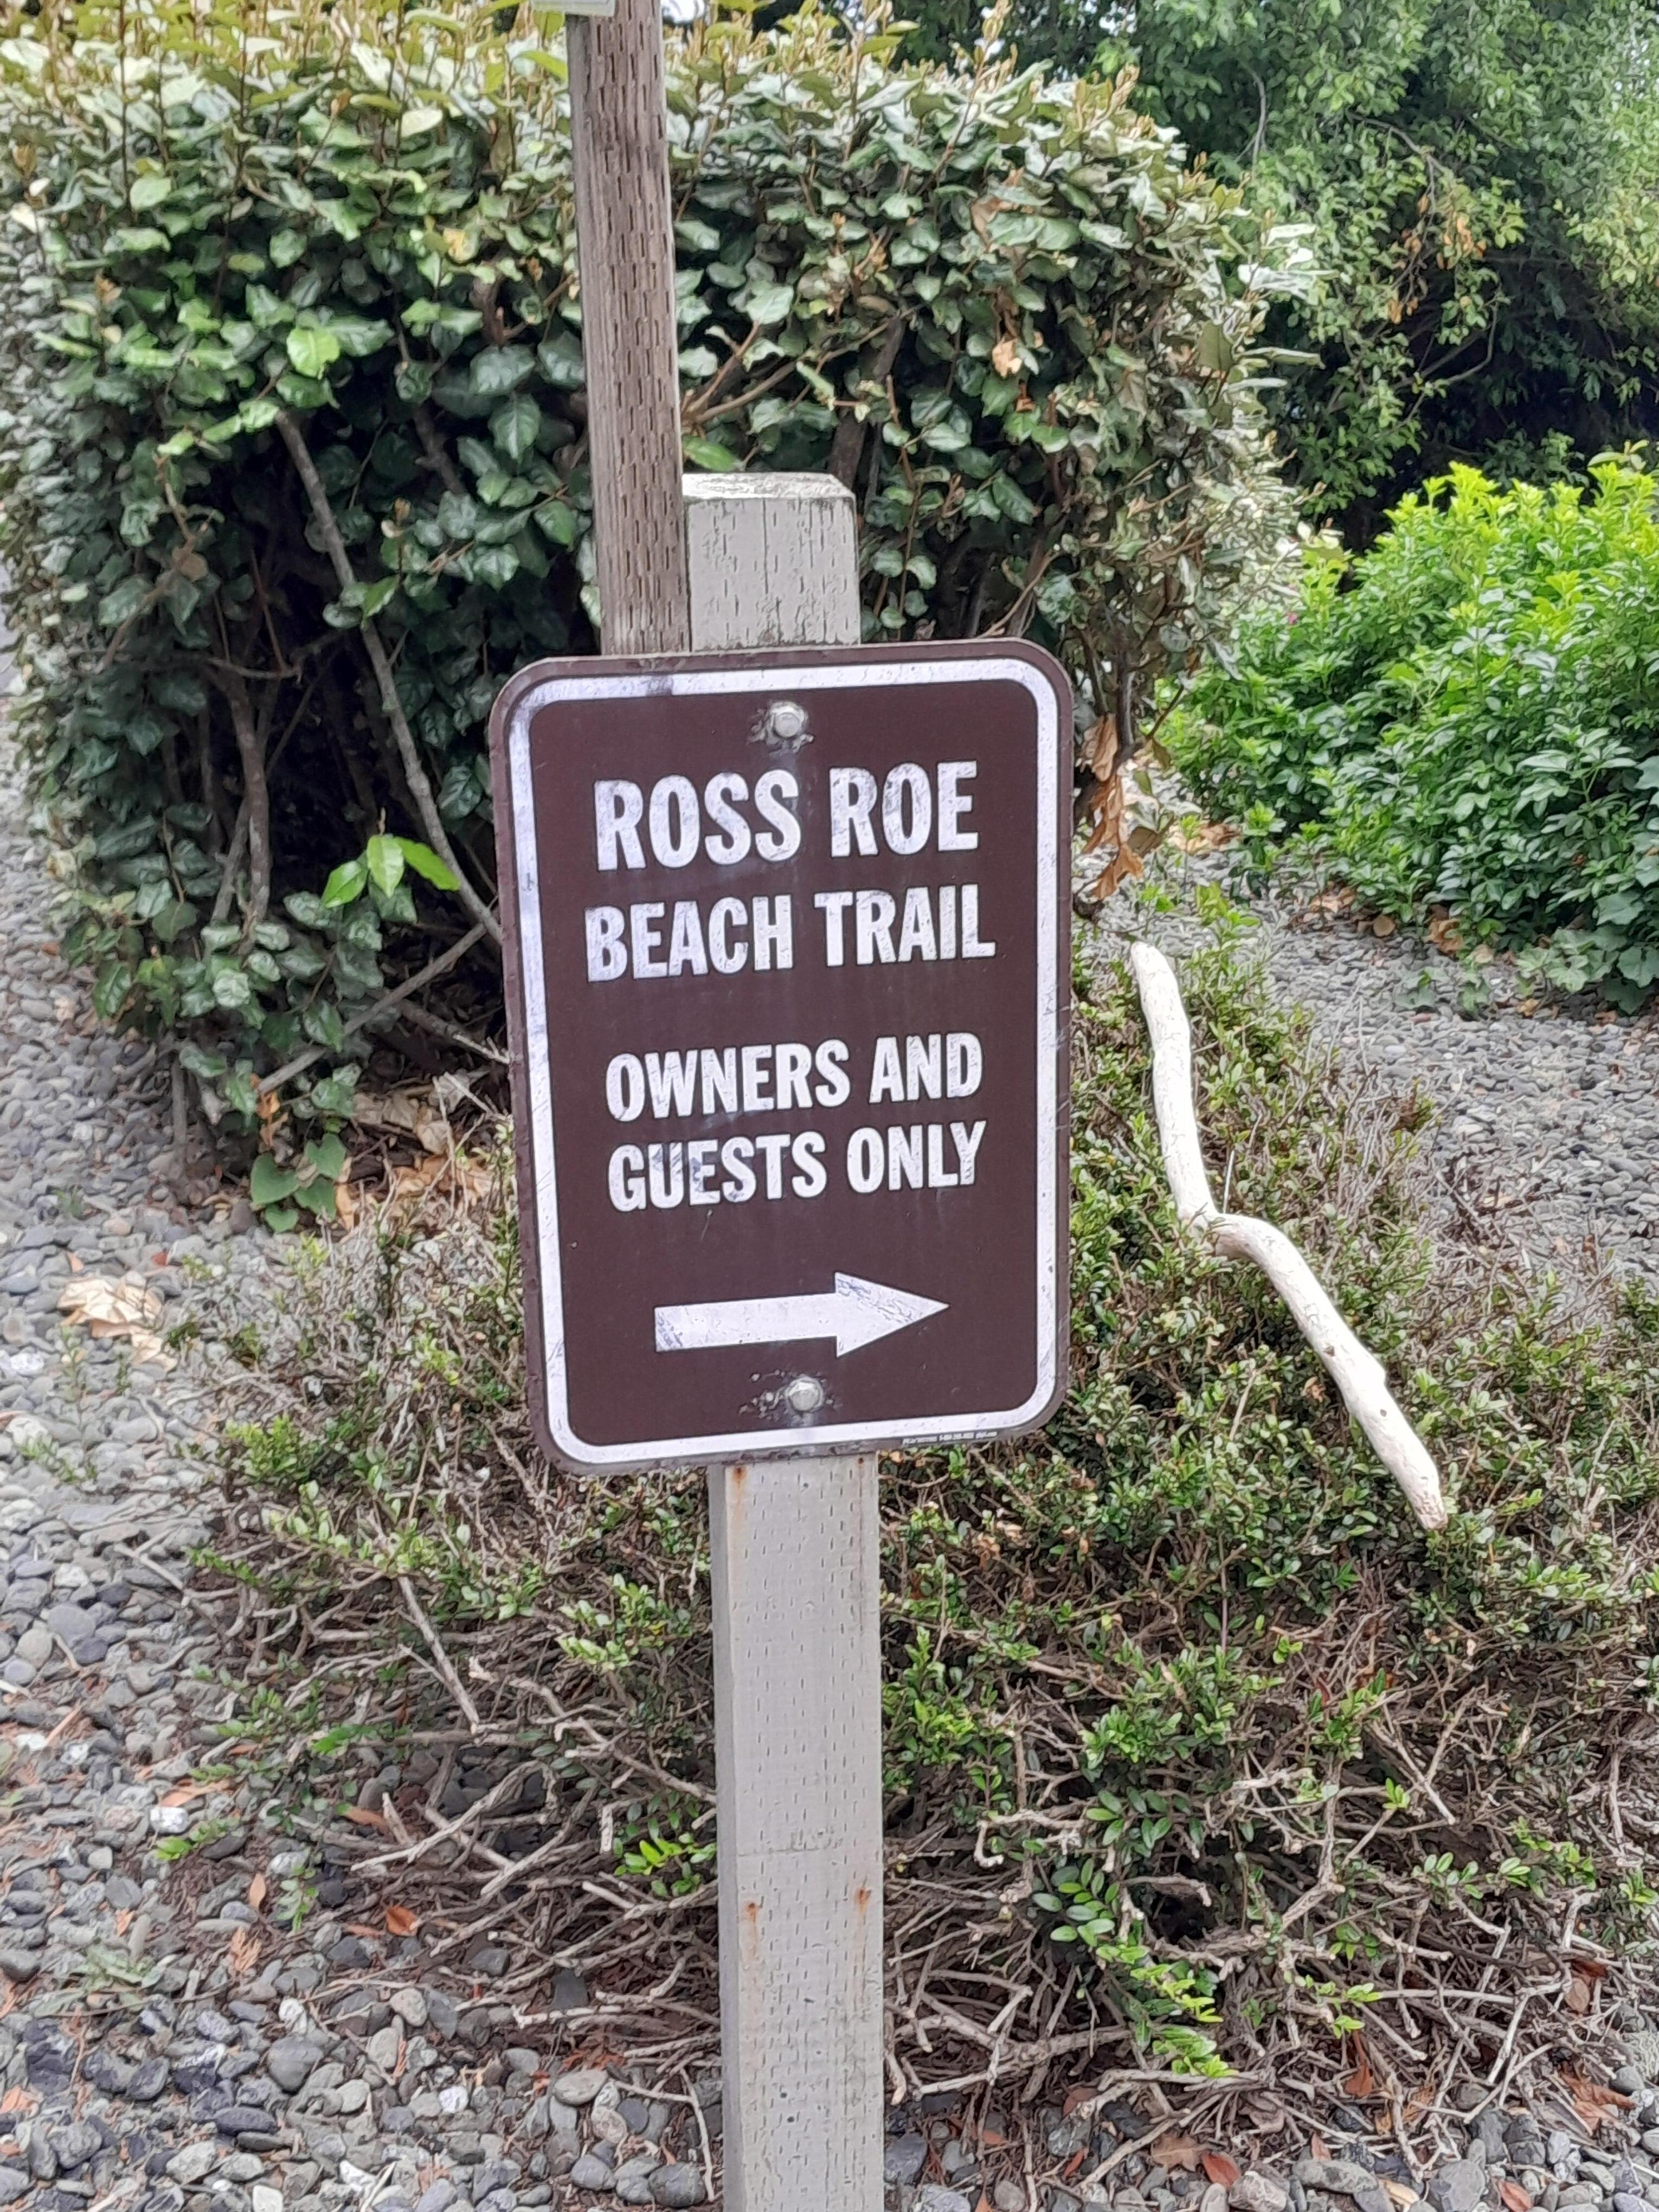 ROSS ROE
BEACH TRAIL
OWNERS AND
GUESTS ONLY